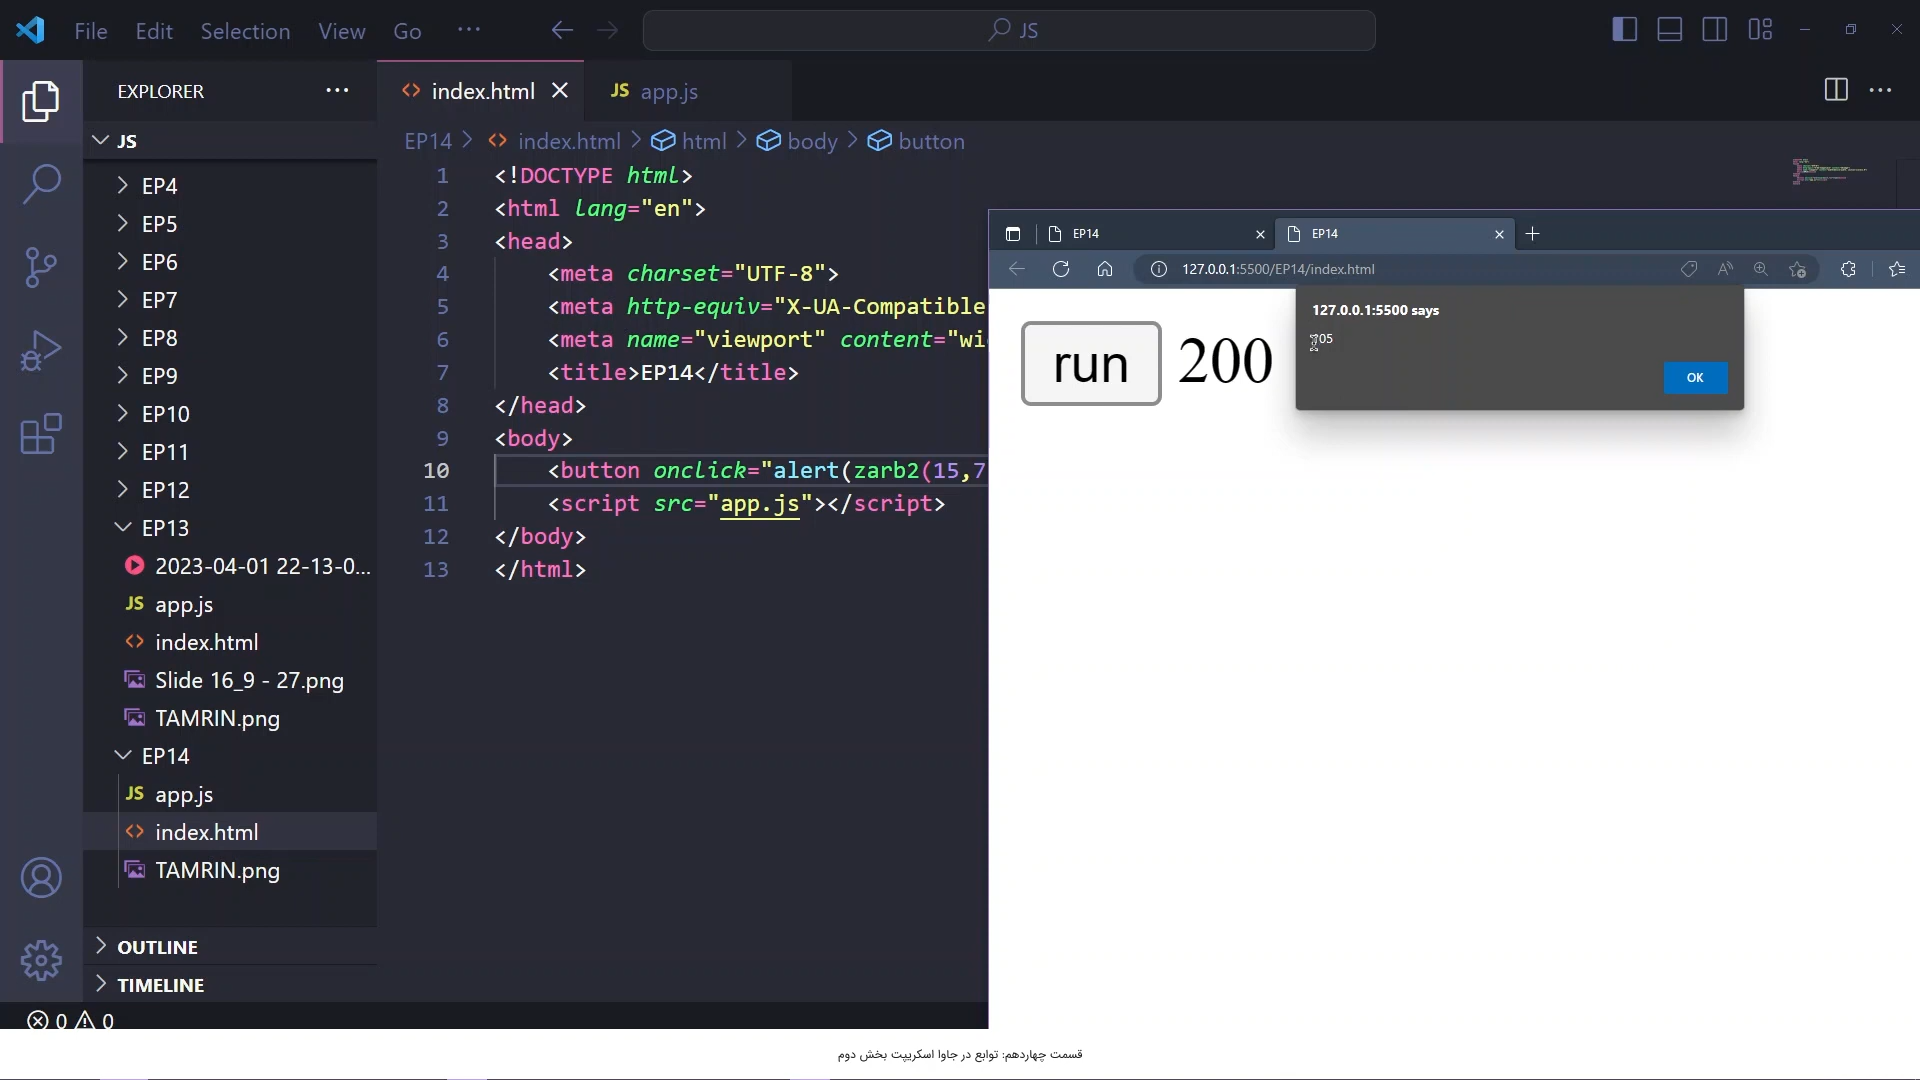 File Edit Selection View Go ··· JS
EXPLORER ···
JS
EP4
EP5
EP6
EP7
EP8
EP9
EP10
EP11
EP12
EP13
2023-04-01 22-13-0...
JS app.js
index.html
Slide 16_9 - 27.png
TAMRIN.png
EP14
JS app.js
index.html
TAMRIN.png
OUTLINE
TIMELINE
0 0
index.html JS app.js
EP14 > index.html > html > body > button
1 <!DOCTYPE html>
2 <html lang="en">
3 <head>
4 <meta charset="UTF-8">
5 <meta http-equiv="X-UA-Compatible
6 <meta name="viewport" content="wi
7 <title>EP14</title>
8 </head>
9 <body>
10 <button onclick="alert(zarb2(15,7
11 <script src="app.js"></script>
12 </body>
13 </html>
EP14 EP14
127.0.0.1:5500/EP14/index.html
run 200
127.0.0.1:5500 says
OK
قسمت چهاردهم: توابع در جاوا اسکریپت بخش دوم